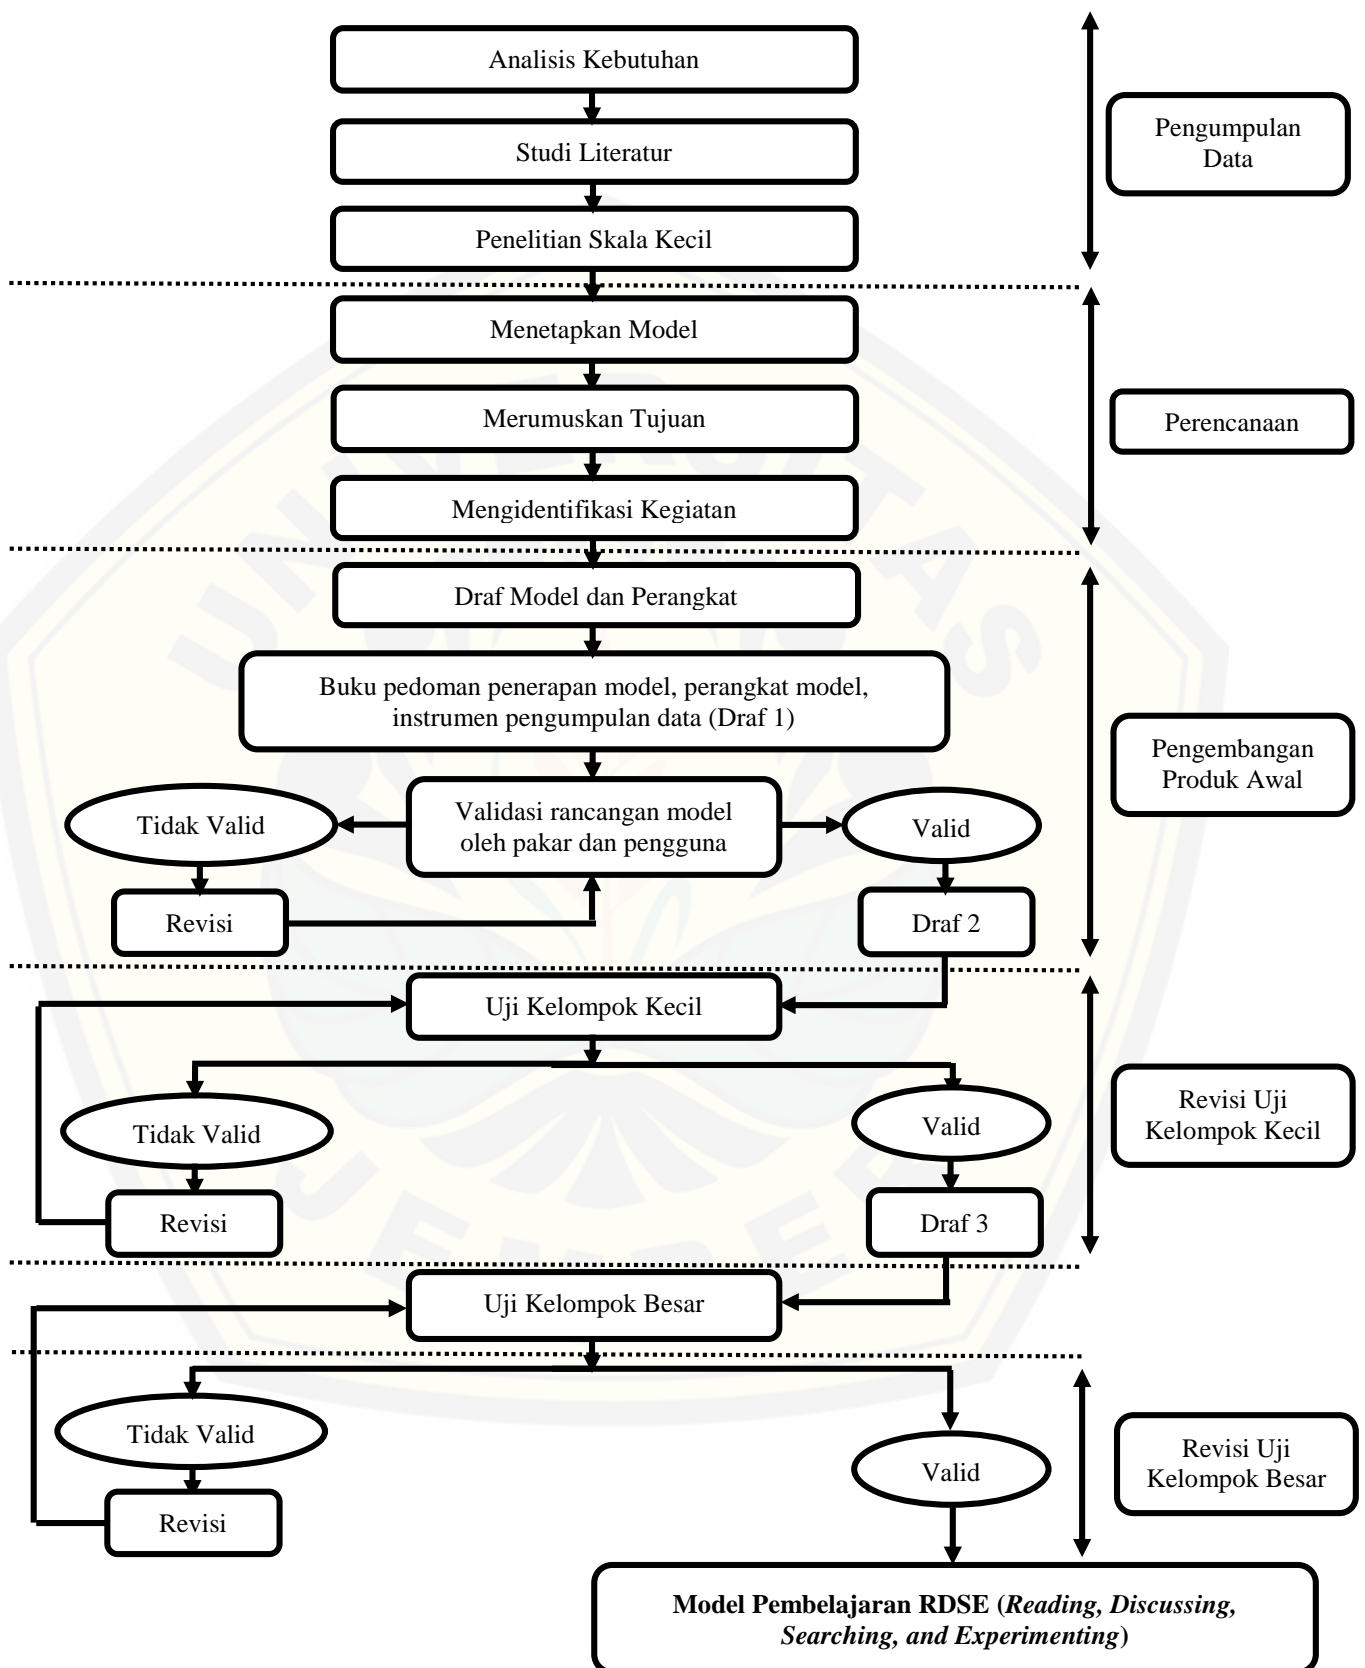 Analisis Kebutuhan
Studi Literatur
Penelitian Skala Kecil
Pengumpulan
Data
Menetapkan Model
Merumuskan Tujuan
Mengidentifikasi Kegiatan
Perencanaan
Draf Model dan Perangkat
Buku pedoman penerapan model, perangkat model,
instrumen pengumpulan data (Draf 1)
Validasi rancangan model
oleh pakar dan pengguna
Tidak Valid
Valid
Revisi
Draf 2
Pengembangan
Produk Awal
Uji Kelompok Kecil
Tidak Valid
Valid
Revisi
Draf 3
Revisi Uji
Kelompok Kecil
Uji Kelompok Besar
Tidak Valid
Valid
Revisi
Revisi Uji
Kelompok Besar
Model Pembelajaran RDSE (Reading, Discussing,
Searching, and Experimenting)
UNIVERSITAS
JEMBER